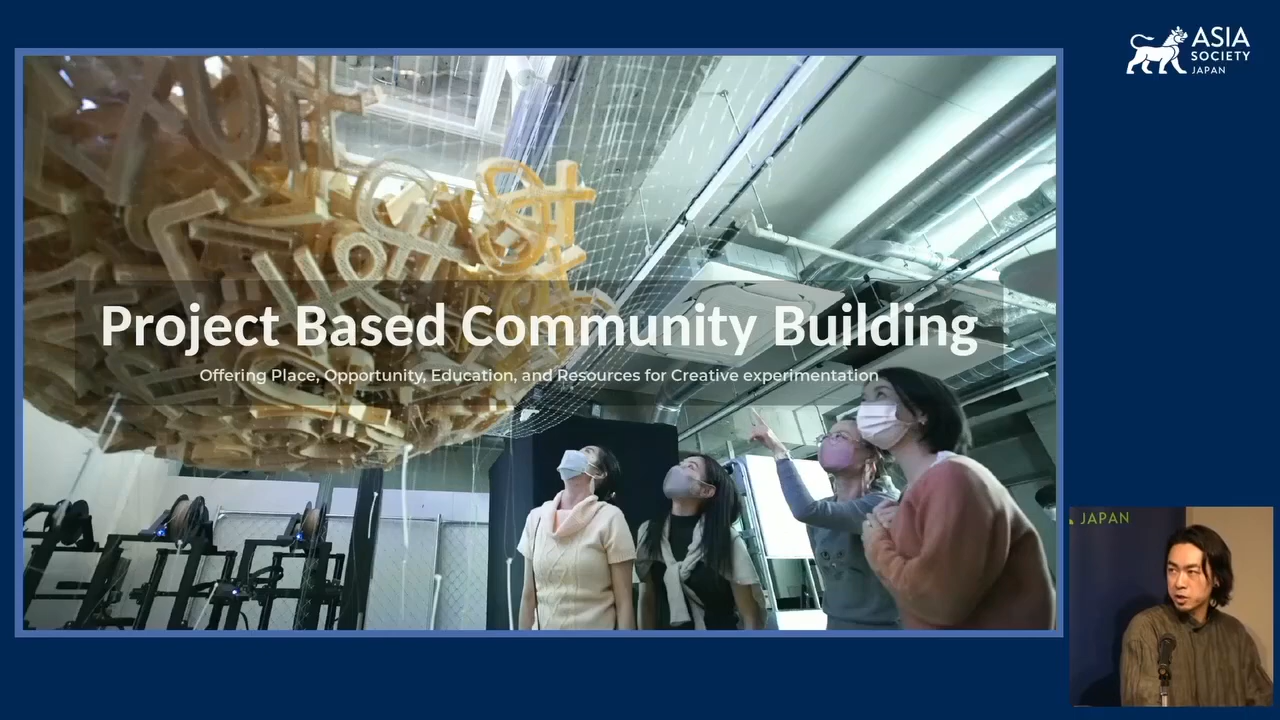 ASIA
SOCIETY
JAPAN
Project Based Community Building
Offering Place, Opportunity, Education, and Resources for Creative experimentation
JAPAN